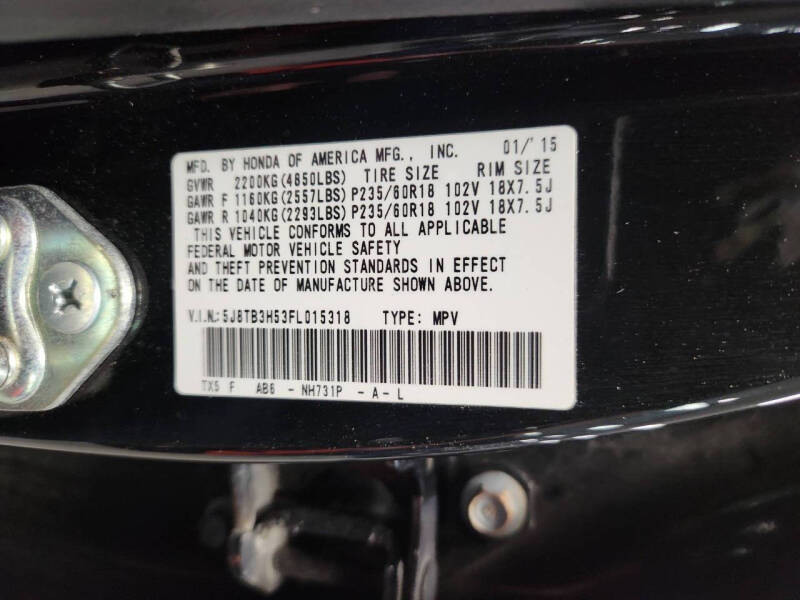 MFD. BY HONDA OF AMERICA MFG., INC. 01/'15
GVWR 2200KG(4850LBS) TIRE SIZE RIM SIZE
GAWR F 1160KG(2557LBS) P235/60R18 102V 18X7.5J
GAWR R 1040KG(2293LBS) P235/60R18 102V 18X7.5J
THIS VEHICLE CONFORMS TO ALL APPLICABLE
FEDERAL MOTOR VEHICLE SAFETY
AND THEFT PREVENTION STANDARDS IN EFFECT
ON THE DATE OF MANUFACTURE SHOWN ABOVE.
V.I.N.: 5J8TB3H53FL015318 TYPE: MPV
TX5 F AB6 - NH731P - A - L